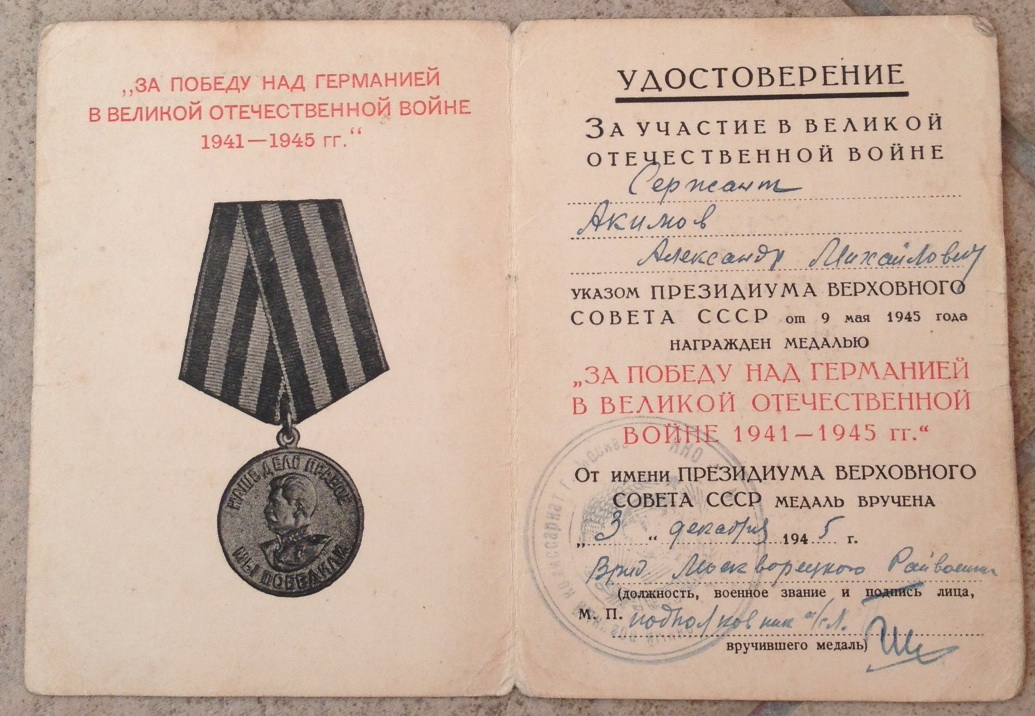 „ЗА ПОБЕДУ НАД ГЕРМАНИЕЙ
В ВЕЛИКОЙ ОТЕЧЕСТВЕННОЙ ВОЙНЕ
1941—1945 гг.“
НАШЕ ДЕЛО ПРАВОЕ
МЫ ПОБЕДИЛИ
УДОСТОВЕРЕНИЕ
ЗА УЧАСТИЕ В ВЕЛИКОЙ
ОТЕЧЕСТВЕННОЙ ВОЙНЕ
Сержант
Акимов
Александр Михайлович
УКАЗОМ ПРЕЗИДИУМА ВЕРХОВНОГО
СОВЕТА СССР от 9 мая 1945 года
НАГРАЖДЕН МЕДАЛЬЮ
„ЗА ПОБЕДУ НАД ГЕРМАНИЕЙ
В ВЕЛИКОЙ ОТЕЧЕСТВЕННОЙ
ВОЙНЕ 1941—1945 гг.“
От имени ПРЕЗИДИУМА ВЕРХОВНОГО
СОВЕТА СССР МЕДАЛЬ ВРУЧЕНА
„3“ декабря 1945 г.
Врид Москворецкого Райвоенк
(должность, военное звание и подпись лица,
М. П. подполковник
вручившего медаль)